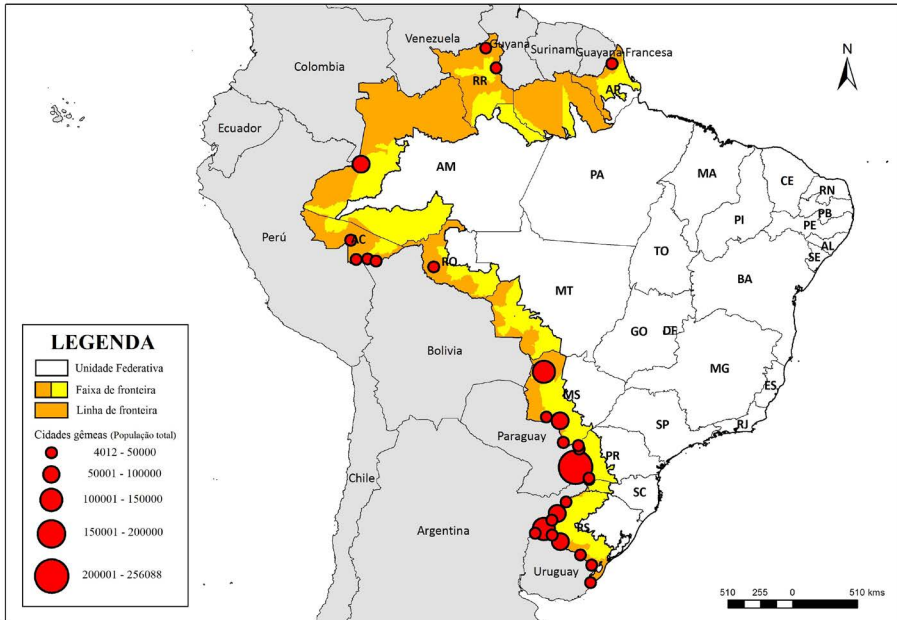 Venezuela
Guyana
Surinam
Guayana Francesa
Colombia
N
RR
AP
Ecuador
AM
PA
MA
CE
RN
PB
PI
PE
AL
SE
Perú
AC
TO
RO
BA
MT
GO
DF
Bolivia
MG
ES
MS
SP
RJ
Paraguay
PR
SC
Chile
Argentina
RS
Uruguay
LEGENDA
Unidade Federativa
Faixa de fronteira
Linha de fronteira
Cidades gêmeas (População total)
4012 - 50000
50001 - 100000
100001 - 150000
150001 - 200000
200001 - 256088
510 255 0 510 kms